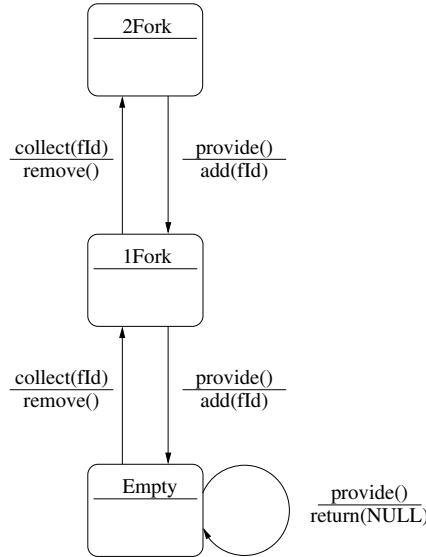 2Fork
collect(fId)
remove()
provide()
add(fId)
1Fork
collect(fId)
remove()
provide()
add(fId)
Empty
provide()
return(NULL)